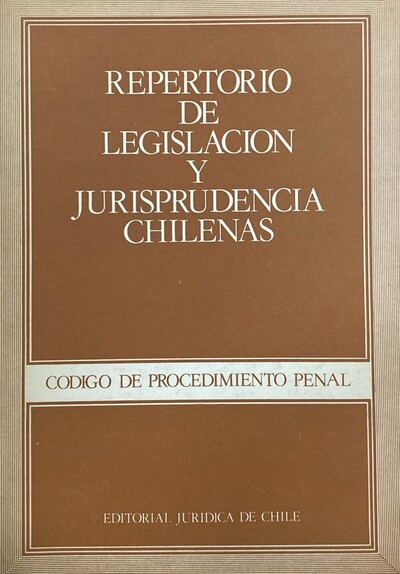 REPERTORIO
DE
LEGISLACION
Y
JURISPRUDENCIA
CHILENAS
CODIGO DE PROCEDIMIENTO PENAL
EDITORIAL JURIDICA DE CHILE